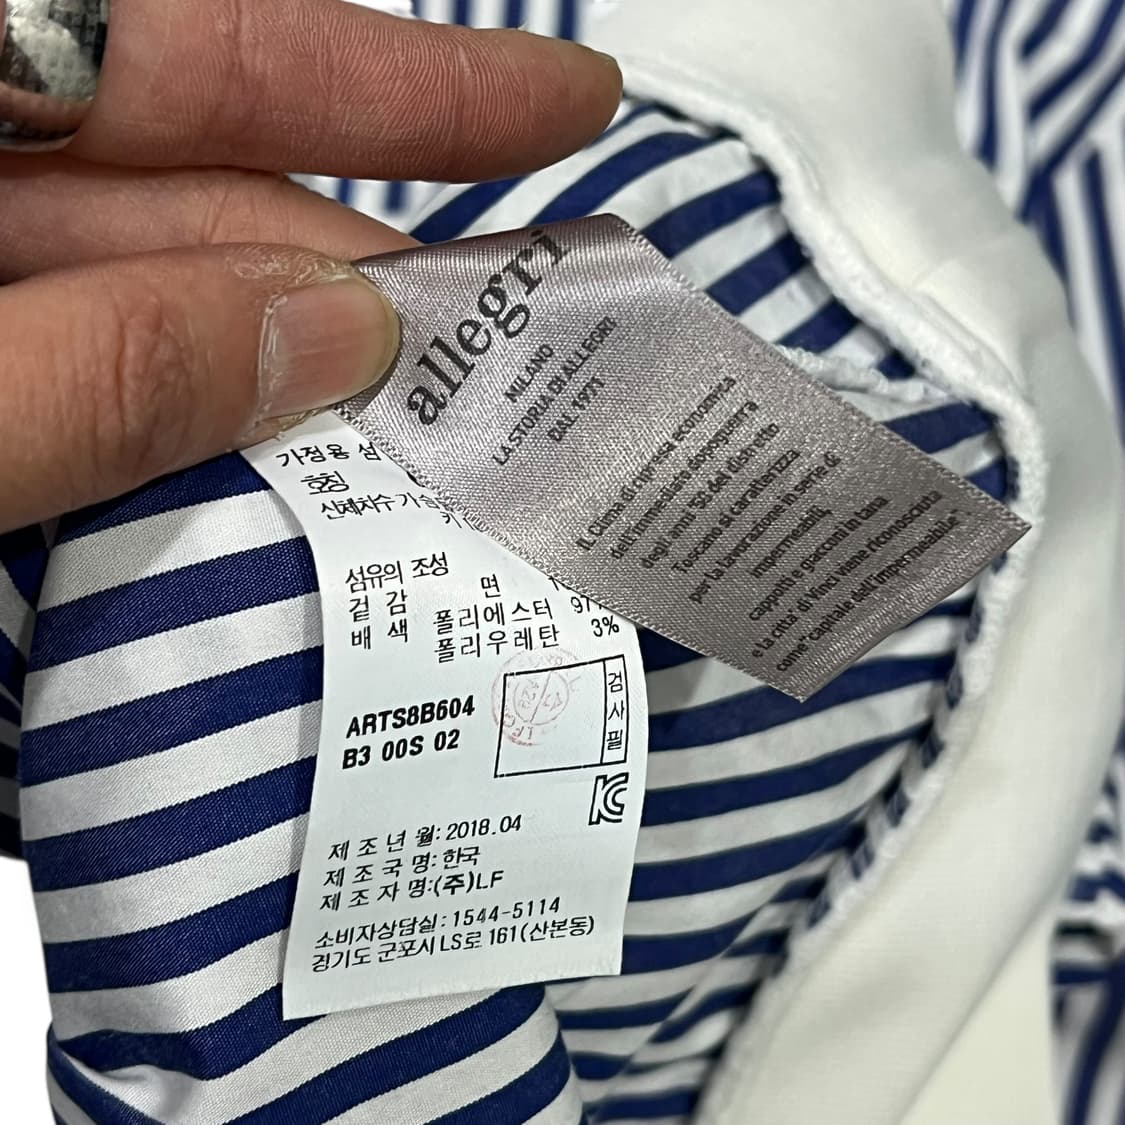 allegri
MILANO
LA STORIA DI ALLEGRI
DAL 1971
IL Clima di ripresa economica
dell'immediato dopoguerra
degli anni '50 del distretto
Toscano si caratterizza
per la lavorazione in serie di
impermeabili,
cappotti e giacconi in tana
e la citta' di Vinci vane riconosciuta
come "capitale dell'impermeabile"
가정용 섬
호칭
신체치수 가슴
키
섬유의 조성
겉 감 면
배 색 폴리에스터 97
폴리우레탄 3%
검사필
ARTS8B604
B3 00S 02
제 조 년 월: 2018.04
제 조 국 명: 한국
제 조 자 명:(주)LF
소비자상담실: 1544-5114
경기도 군포시 LS로 161(산본동)